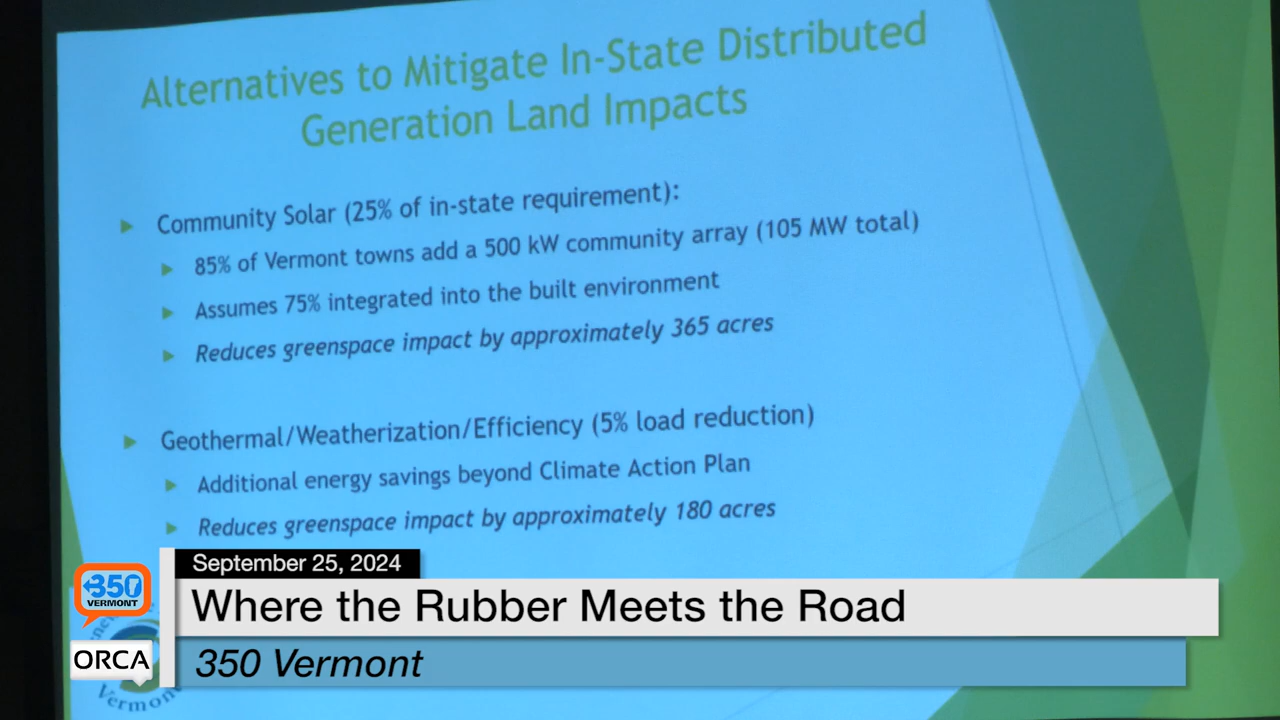 Alternatives to Mitigate In-State Distributed
Generation Land Impacts
Community Solar (25% of in-state requirement):
85% of Vermont towns add a 500 kW community array (105 MW total)
Assumes 75% integrated into the built environment
Reduces greenspace impact by approximately 365 acres
Geothermal/Weatherization/Efficiency (5% load reduction)
Additional energy savings beyond Climate Action Plan
Reduces greenspace impact by approximately 180 acres
September 25, 2024
350
VERMONT
Where the Rubber Meets the Road
ORCA
350 Vermont
Vermont